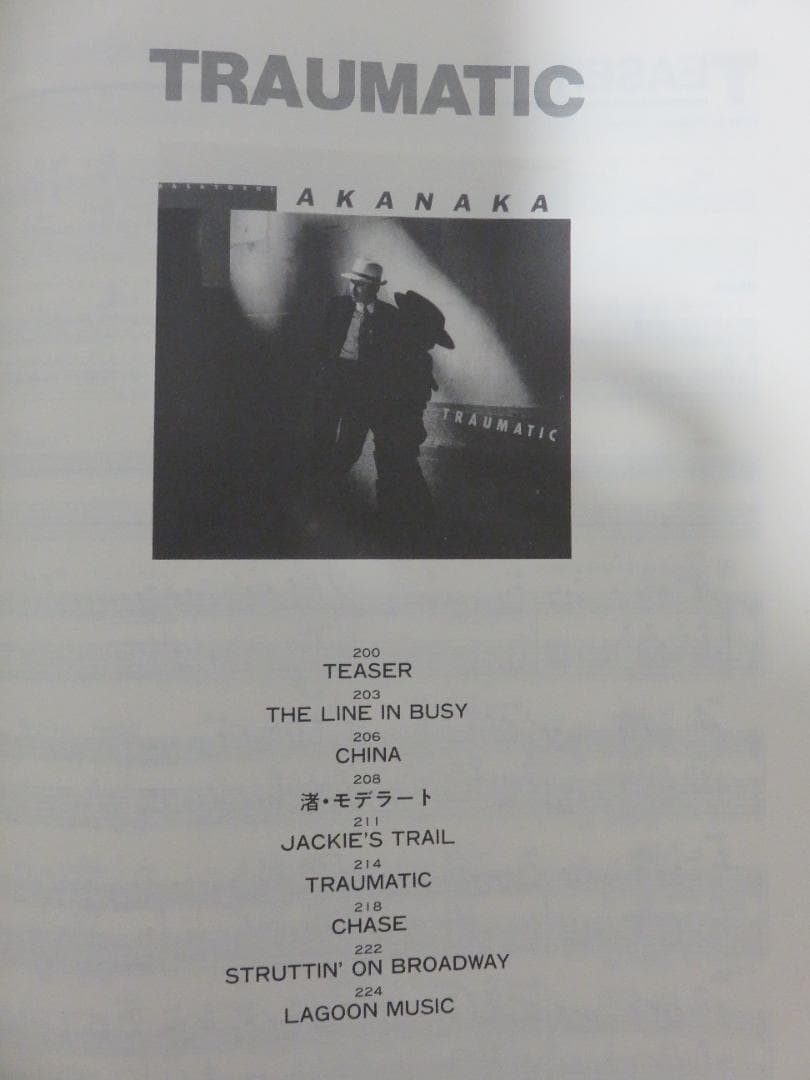 TRAUMATIC
MASAYOSHI
AKANAKA
TRAUMATIC
200
TEASER
203
THE LINE IN BUSY
206
CHINA
208
渚・モデラート
211
JACKIE'S TRAIL
214
TRAUMATIC
218
CHASE
222
STRUTTIN' ON BROADWAY
224
LAGOON MUSIC